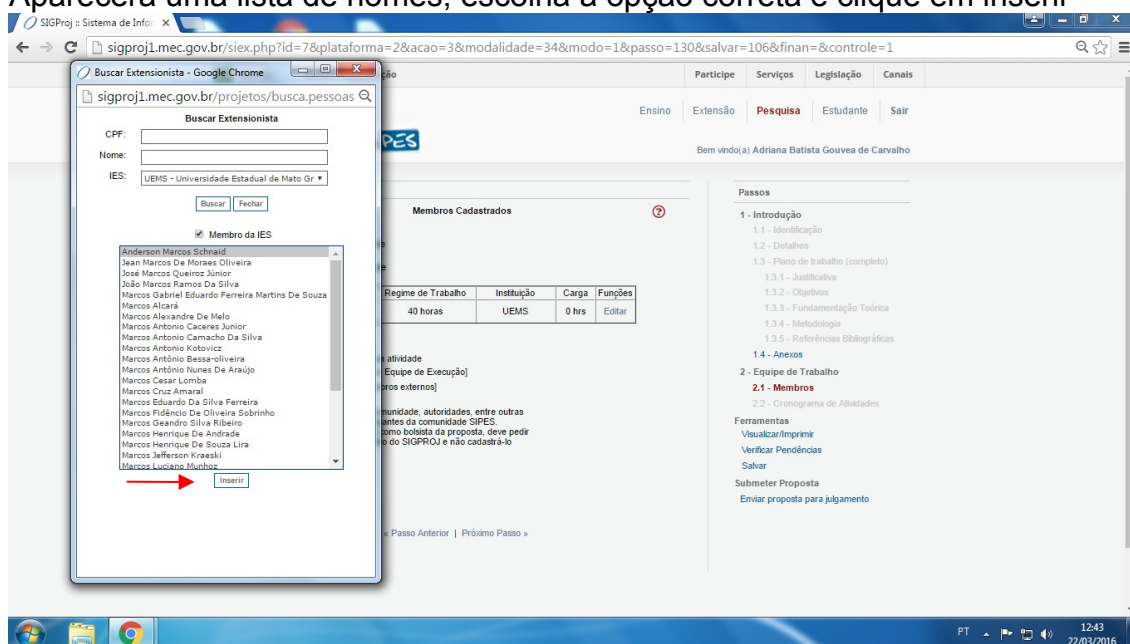 Aparecerá uma lista de nomes, escolha a opção correta e clique em Inserir
SIGProj :: Sistema de Infor
sigproj1.mec.gov.br/siex.php?id=7&plataforma=2&acao=3&modalidade=34&modo=1&passo=130&salvar=106&finan=&controle=1
Buscar Extensionista - Google Chrome
sigproj1.mec.gov.br/projetos/busca.pessoas
Buscar Extensionista
CPF:
Nome:
IES:
UEMS - Universidade Estadual de Mato Gr
Buscar
Fechar
Membro da IES
Anderson Marcos Schnaid
Jean Marcos De Moraes Oliveira
José Marcos Queiroz Júnior
João Marcos Ramos Da Silva
Marcos Gabriel Eduardo Ferreira Martins De Souza
Marcos Alcará
Marcos Alexandre De Melo
Marcos Antonio Caceres Junior
Marcos Antonio Camacho Da Silva
Marcos Antonio Kotovicz
Marcos Antônio Bessa-oliveira
Marcos Antônio Nunes De Araújo
Marcos Cesar Lomba
Marcos Cruz Amaral
Marcos Eduardo Da Silva Ferreira
Marcos Fidêncio De Oliveira Sobrinho
Marcos Geandro Silva Ribeiro
Marcos Henrique De Andrade
Marcos Henrique De Souza Lira
Marcos Jefferson Kraeski
Marcos Luciano Munhoz
Inserir
ção
Participe Serviços Legislação Canais
Ensino Extensão Pesquisa Estudante Sair
PES
Bem vindo(a) Adriana Batista Gouvea de Carvalho
Membros Cadastrados
Regime de Trabalho Instituição Carga Funções
40 horas UEMS 0 hrs Editar
atividade
Equipe de Execução]
bros externos]
munidade, autoridades, entre outras
antes da comunidade SIPES.
como bolsista da proposta, deve pedir
o do SIGPROJ e não cadastrá-lo
« Passo Anterior | Próximo Passo »
Passos
1 - Introdução
1.1 - Identificação
1.2 - Detalhes
1.3 - Plano de trabalho (completo)
1.3.1 - Justificativa
1.3.2 - Objetivos
1.3.3 - Fundamentação Teórica
1.3.4 - Metodologia
1.3.5 - Referências Bibliográficas
1.4 - Anexos
2 - Equipe de Trabalho
2.1 - Membros
2.2 - Cronograma de Atividades
Ferramentas
Visualizar/Imprimir
Verificar Pendências
Salvar
Submeter Proposta
Enviar proposta para julgamento
PT
12:43
22/03/2016